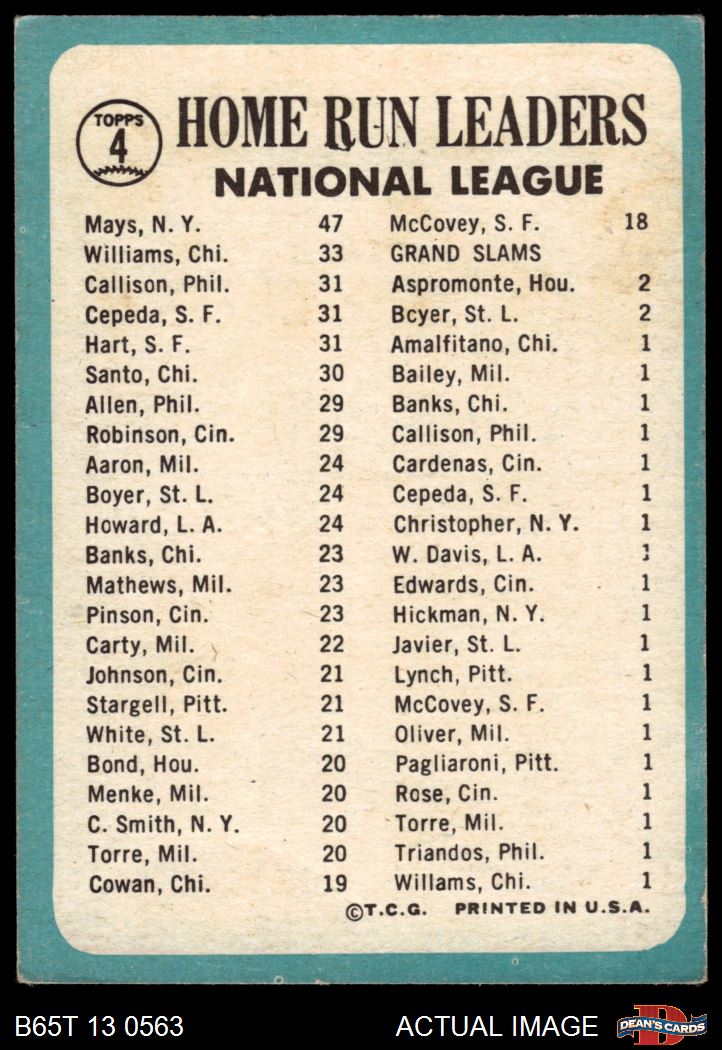 TOPPS
4
HOME RUN LEADERS
NATIONAL LEAGUE
Mays, N. Y. 47
Williams, Chi. 33
Callison, Phil. 31
Cepeda, S. F. 31
Hart, S. F. 31
Santo, Chi. 30
Allen, Phil. 29
Robinson, Cin. 29
Aaron, Mil. 24
Boyer, St. L. 24
Howard, L. A. 24
Banks, Chi. 23
Mathews, Mil. 23
Pinson, Cin. 23
Carty, Mil. 22
Johnson, Cin. 21
Stargell, Pitt. 21
White, St. L. 21
Bond, Hou. 20
Menke, Mil. 20
C. Smith, N. Y. 20
Torre, Mil. 20
Cowan, Chi. 19
McCovey, S. F. 18
GRAND SLAMS
Aspromonte, Hou. 2
Bcyer, St. L. 2
Amalfitano, Chi. 1
Bailey, Mil. 1
Banks, Chi. 1
Callison, Phil. 1
Cardenas, Cin. 1
Cepeda, S. F. 1
Christopher, N. Y. 1
W. Davis, L. A. 1
Edwards, Cin. 1
Hickman, N. Y. 1
Javier, St. L. 1
Lynch, Pitt. 1
McCovey, S. F. 1
Oliver, Mil. 1
Pagliaroni, Pitt. 1
Rose, Cin. 1
Torre, Mil. 1
Triandos, Phil. 1
Willams, Chi. 1
©T.C.G. PRINTED IN U.S.A.
B65T 13 0563 ACTUAL IMAGE
DEAN'S CARDS